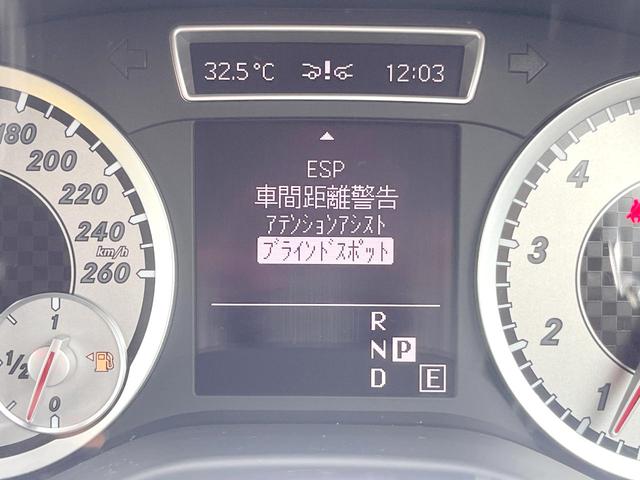 32.5°C 12:03
ESP
車間距離警告
アテンションアシスト
ブラインドスポット
R
N P
D E
180
200
220
240
km/h
260
1
1/2
0
4
3
2
1